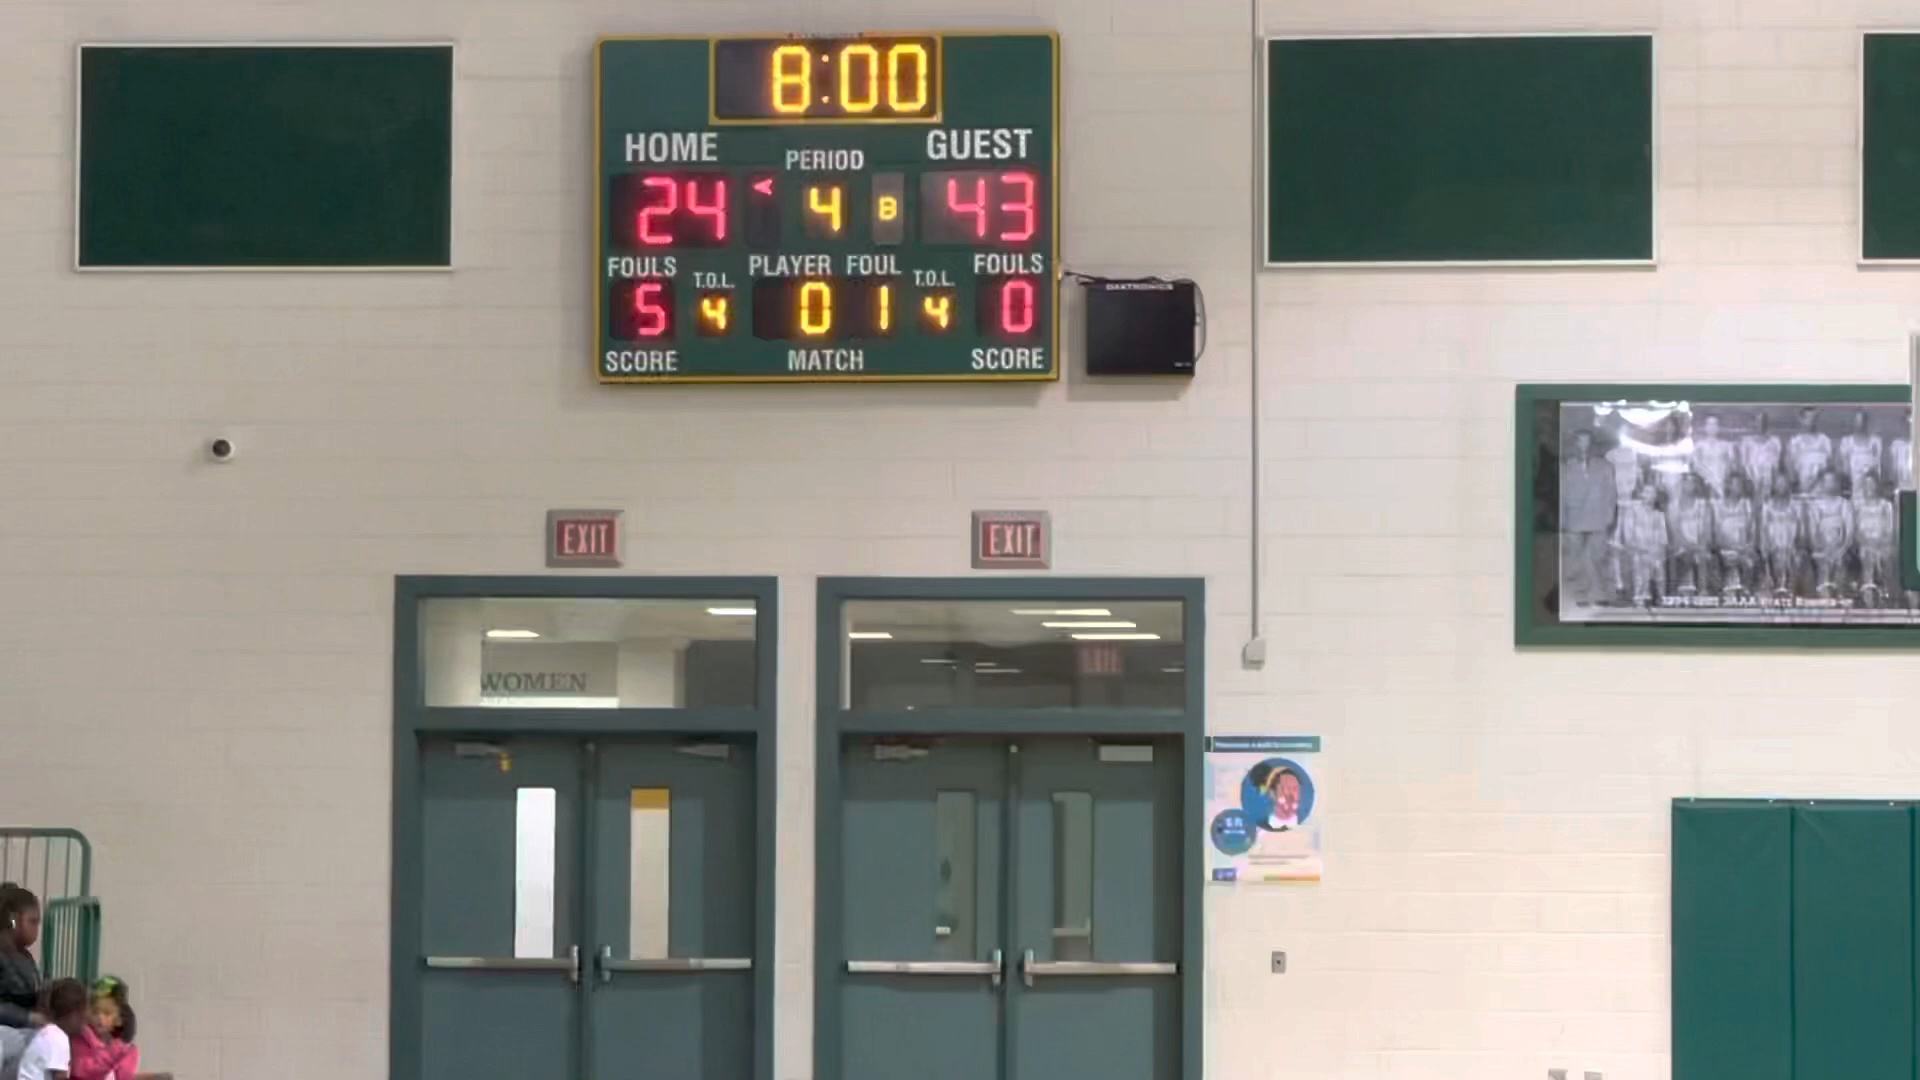 8:00
HOME PERIOD GUEST
24 < 4 B 43
FOULS T.O.L. PLAYER FOUL T.O.L. FOULS
5 4 0 1 4 0
SCORE MATCH SCORE
DAKTRONICS
EXIT EXIT
WOMEN